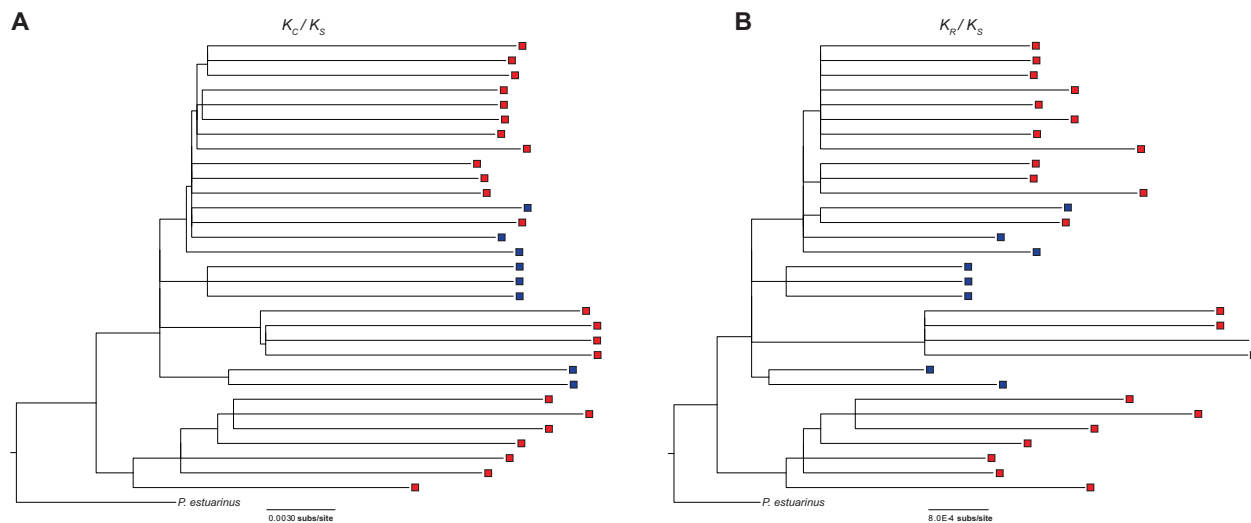 A
K_C / K_S
B
K_R / K_S
P. estuarinus
0.0030 subs/site
P. estuarinus
8.0E-4 subs/site